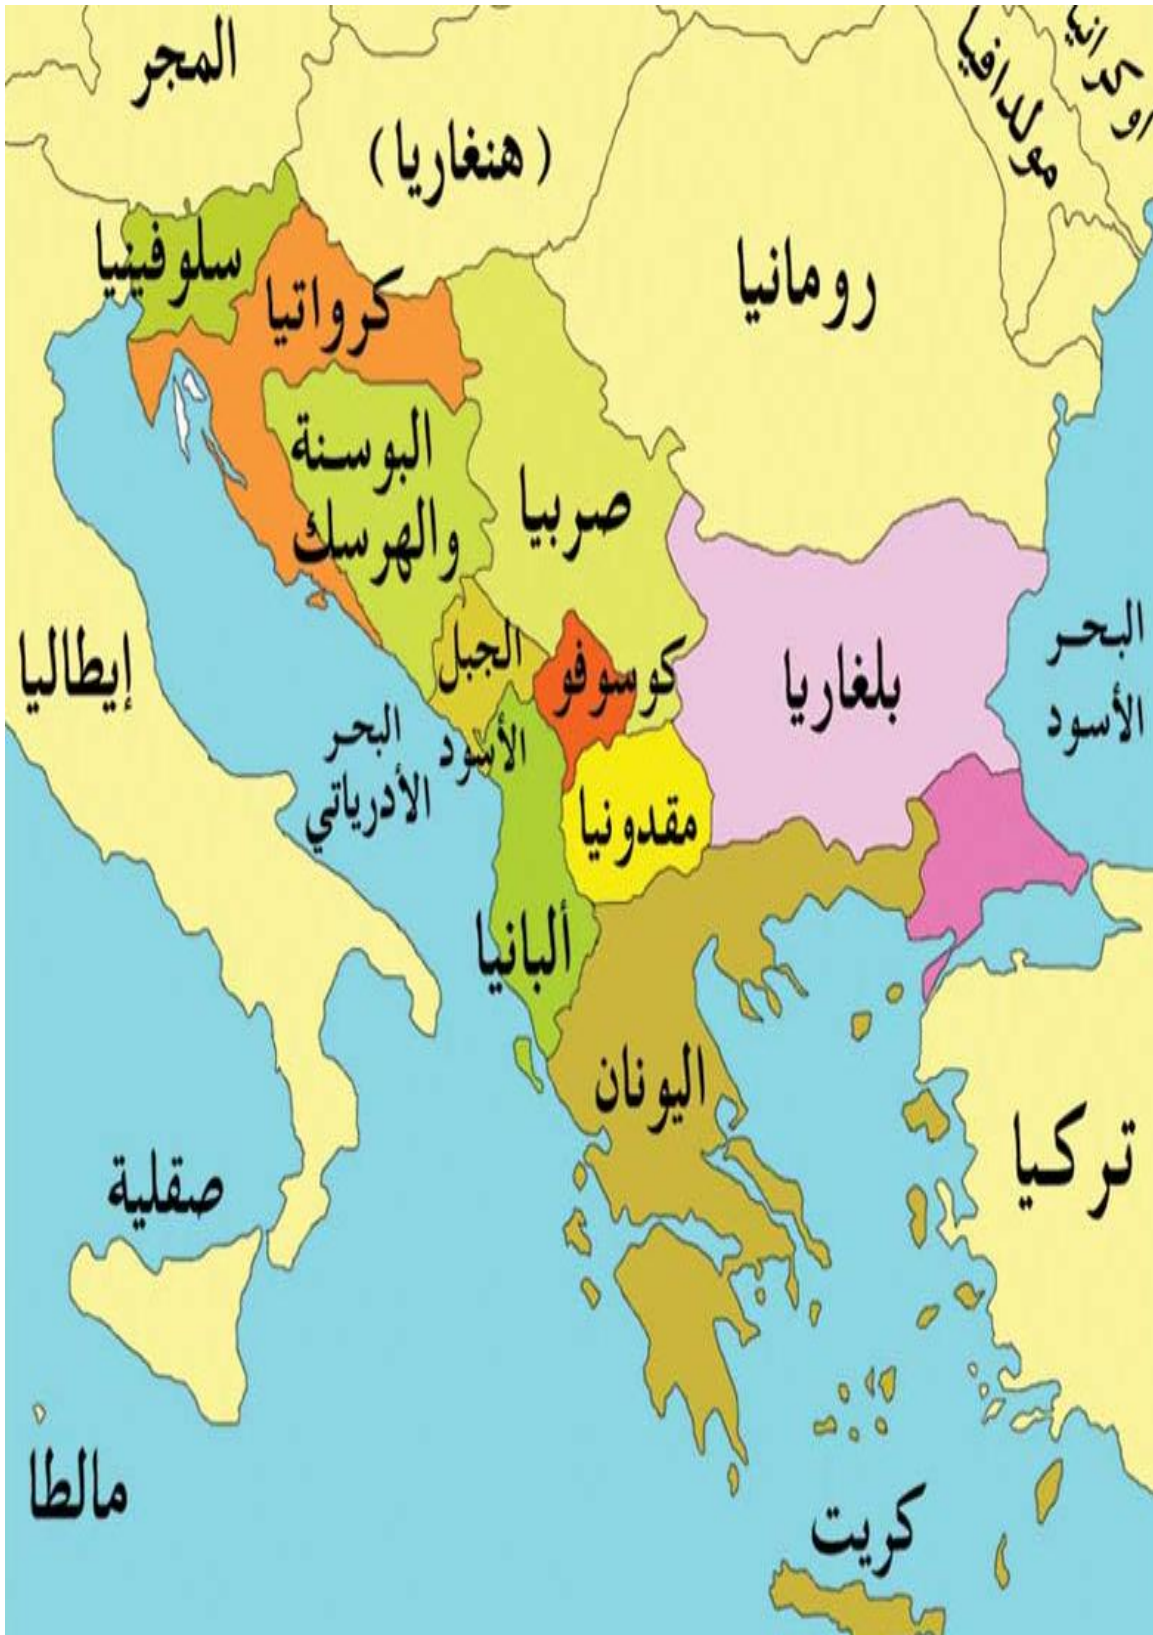 المجر
(هنغاريا)
اوكرانيا
مولدافيا
رومانيا
سلوفينيا
كرواتيا
البوسنة
والهرسك
صربيا
إيطاليا
البحر
الأدرياتي
الجبل
الأسود
كوسوفو
بلغاريا
البحر
الأسود
مقدونيا
ألبانيا
اليونان
تركيا
صقلية
مالطا
كريت